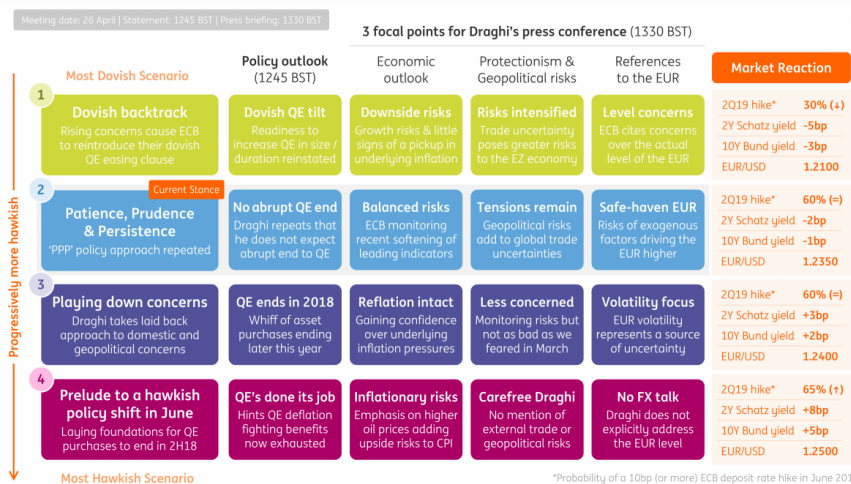 Meeting date: 26 April | Statement: 1245 BST | Press briefing: 1330 BST
3 focal points for Draghi's press conference (1330 BST)
Most Dovish Scenario
Policy outlook
(1245 BST)
Economic
outlook
Protectionism &
Geopolitical risks
References
to the EUR
Market Reaction
Progressively more hawkish
1
Dovish backtrack
Rising concerns cause ECB
to reintroduce their dovish
QE easing clause
Dovish QE tilt
Readiness to
increase QE in size /
duration reinstated
Downside risks
Growth risks & little
signs of a pickup in
underlying inflation
Risks intensified
Trade uncertainty
poses greater risks
to the EZ economy
Level concerns
ECB cites concerns
over the actual
level of the EUR
2Q19 hike* 30% (↓)
2Y Schatz yield -5bp
10Y Bund yield -3bp
EUR/USD 1.2100
2
Current Stance
Patience, Prudence
& Persistence
'PPP' policy approach repeated
No abrupt QE end
Draghi repeats that
he does not expect
abrupt end to QE
Balanced risks
ECB monitoring
recent softening of
leading indicators
Tensions remain
Geopolitical risks
add to global trade
uncertainties
Safe-haven EUR
Risks of exogenous
factors driving the
EUR higher
2Q19 hike* 60% (=)
2Y Schatz yield -2bp
10Y Bund yield -1bp
EUR/USD 1.2350
3
Playing down concerns
Draghi takes laid back
approach to domestic and
geopolitical concerns
QE ends in 2018
Whiff of asset
purchases ending
later this year
Reflation intact
Gaining confidence
over underlying
inflation pressures
Less concerned
Monitoring risks but
not as bad as we
feared in March
Volatility focus
EUR volatility
represents a source
of uncertainty
2Q19 hike* 60% (=)
2Y Schatz yield +3bp
10Y Bund yield +2bp
EUR/USD 1.2400
4
Prelude to a hawkish
policy shift in June
Laying foundations for QE
purchases to end in 2H18
QE's done its job
Hints QE deflation
fighting benefits
now exhausted
Inflationary risks
Emphasis on higher
oil prices adding
upside risks to CPI
Carefree Draghi
No mention of
external trade or
geopolitical risks
No FX talk
Draghi does not
explicitly address
the EUR level
2Q19 hike* 65% (↑)
2Y Schatz yield +8bp
10Y Bund yield +5bp
EUR/USD 1.2500
Most Hawkish Scenario
*Probability of a 10bp (or more) ECB deposit rate hike in June 201